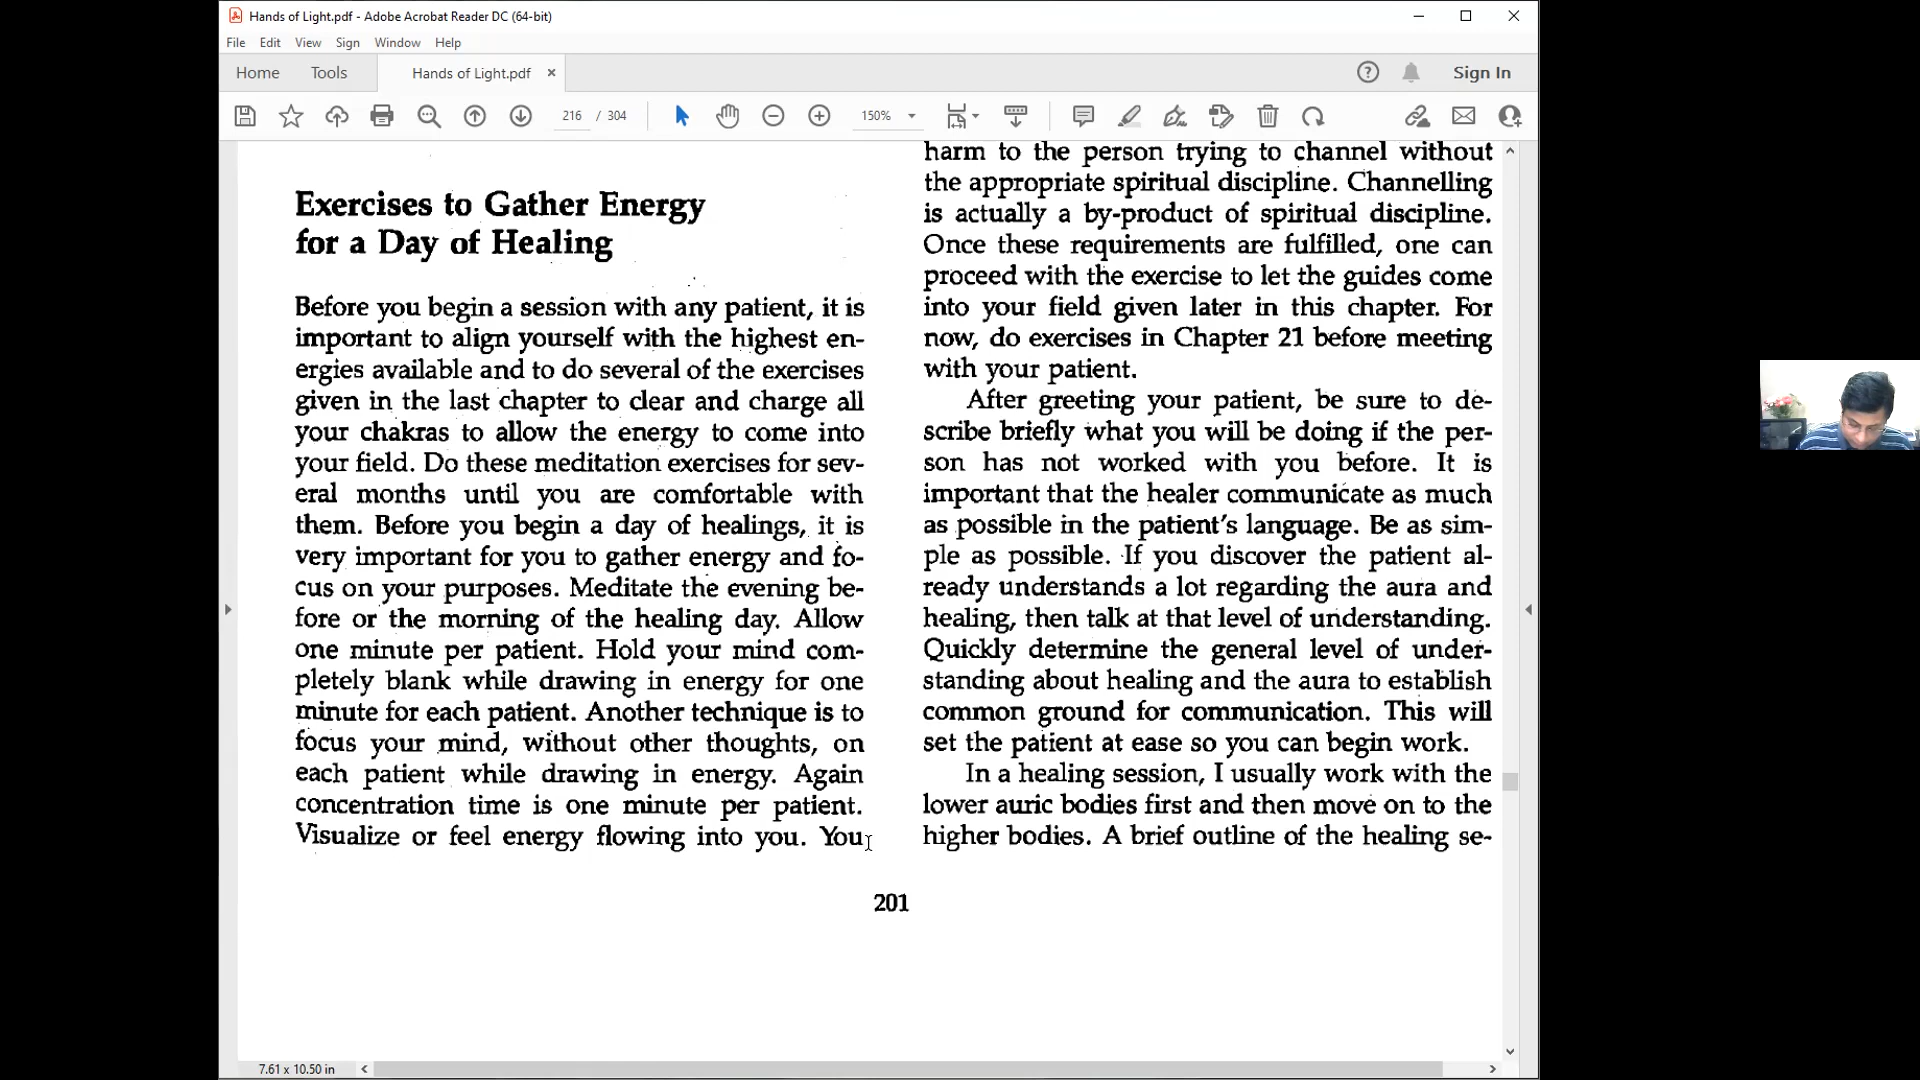 Hands of Light.pdf - Adobe Acrobat Reader DC (64-bit)
File Edit View Sign Window Help
Home Tools Hands of Light.pdf × Sign In
216 / 304 150%
Exercises to Gather Energy
for a Day of Healing
Before you begin a session with any patient, it is
important to align yourself with the highest en-
ergies available and to do several of the exercises
given in the last chapter to clear and charge all
your chakras to allow the energy to come into
your field. Do these meditation exercises for sev-
eral months until you are comfortable with
them. Before you begin a day of healings, it is
very important for you to gather energy and fo-
cus on your purposes. Meditate the evening be-
fore or the morning of the healing day. Allow
one minute per patient. Hold your mind com-
pletely blank while drawing in energy for one
minute for each patient. Another technique is to
focus your mind, without other thoughts, on
each patient while drawing in energy. Again
concentration time is one minute per patient.
Visualize or feel energy flowing into you. You
harm to the person trying to channel without
the appropriate spiritual discipline. Channelling
is actually a by-product of spiritual discipline.
Once these requirements are fulfilled, one can
proceed with the exercise to let the guides come
into your field given later in this chapter. For
now, do exercises in Chapter 21 before meeting
with your patient.
After greeting your patient, be sure to de-
scribe briefly what you will be doing if the per-
son has not worked with you before. It is
important that the healer communicate as much
as possible in the patient's language. Be as sim-
ple as possible. If you discover the patient al-
ready understands a lot regarding the aura and
healing, then talk at that level of understanding.
Quickly determine the general level of under-
standing about healing and the aura to establish
common ground for communication. This will
set the patient at ease so you can begin work.
In a healing session, I usually work with the
lower auric bodies first and then move on to the
higher bodies. A brief outline of the healing se-
201
7.61 x 10.50 in